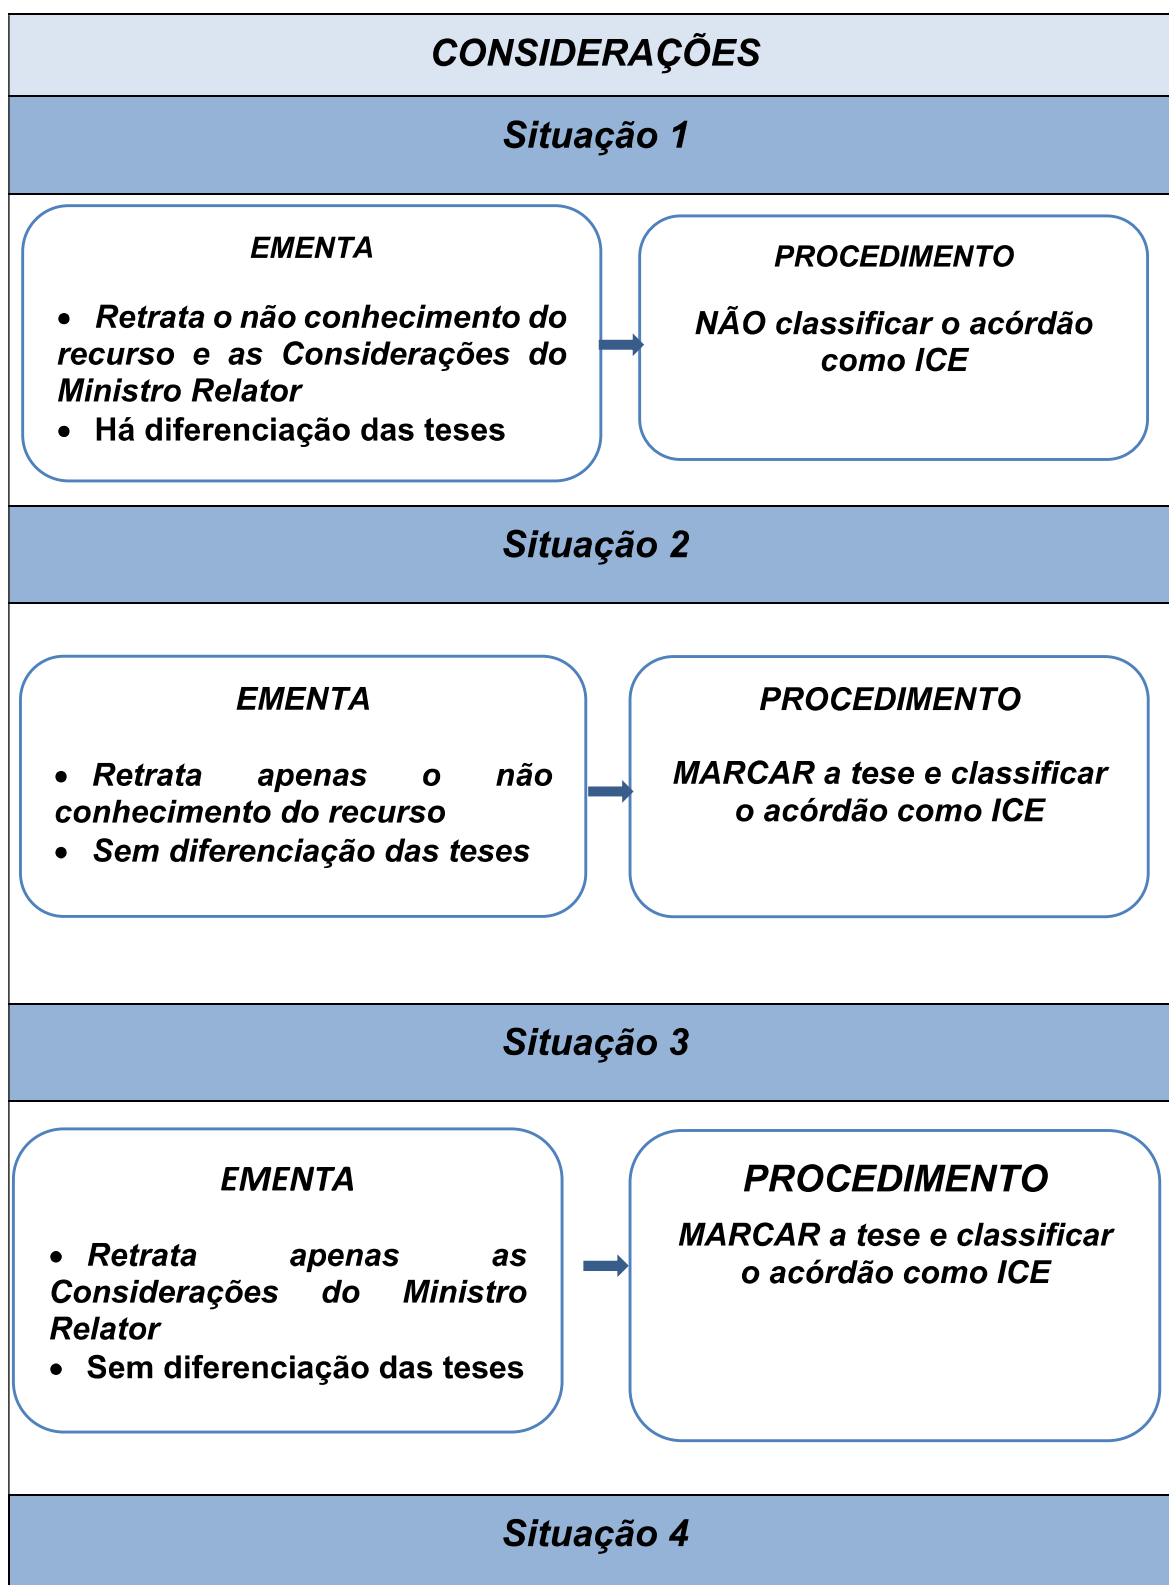 CONSIDERAÇÕES
Situação 1
EMENTA
• Retrata o não conhecimento do
recurso e as Considerações do
Ministro Relator
• Há diferenciação das teses
PROCEDIMENTO
NÃO classificar o acórdão
como ICE
Situação 2
EMENTA
• Retrata apenas o não
conhecimento do recurso
• Sem diferenciação das teses
PROCEDIMENTO
MARCAR a tese e classificar
o acórdão como ICE
Situação 3
EMENTA
• Retrata apenas as
Considerações do Ministro
Relator
• Sem diferenciação das teses
PROCEDIMENTO
MARCAR a tese e classificar
o acórdão como ICE
Situação 4